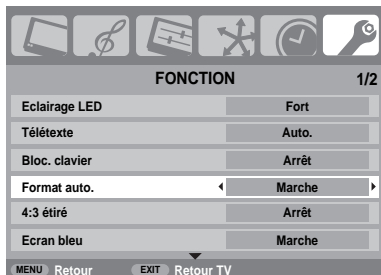 FONCTION 1/2
Eclairage LED Fort
Télétexte Auto.
Bloc. clavier Arrêt
Format auto. Marche
4:3 étiré Arrêt
Ecran bleu Marche
MENU Retour EXIT Retour TV